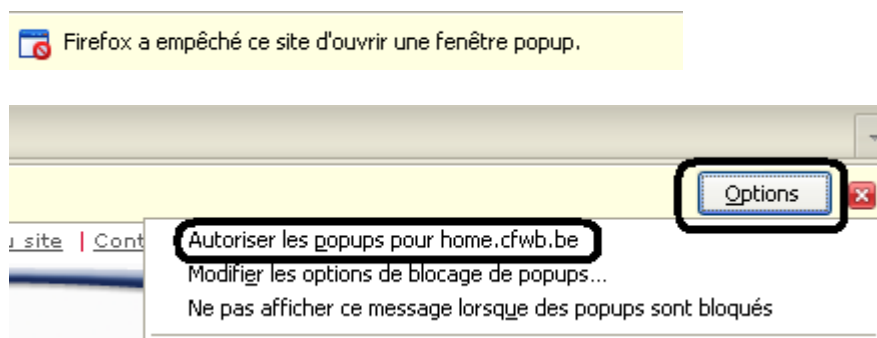 Firefox a empêché ce site d'ouvrir une fenêtre popup.
Options
u site | Cont
Autoriser les popups pour home.cfwb.be
Modifier les options de blocage de popups...
Ne pas afficher ce message lorsque des popups sont bloqués